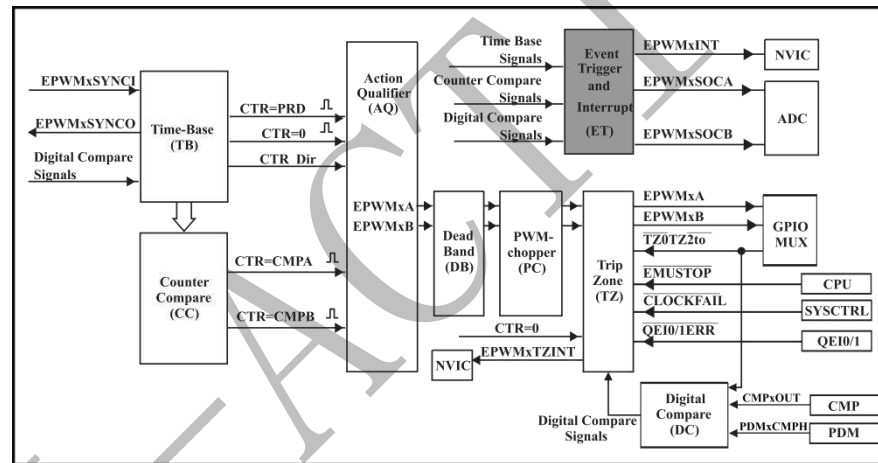 EPWMxSYNCI
EPWMxSYNCO
Digital Compare
Signals
Time-Base
(TB)
CTR=PRD
CTR=0
CTR_Dir
Counter
Compare
(CC)
CTR=CMPA
CTR=CMPB
Action
Qualifier
(AQ)
EPWMxA
EPWMxB
Time Base
Signals
Counter Compare
Signals
Digital Compare
Signals
Event
Trigger
and
Interrupt
(ET)
EPWMxINT
EPWMxSOCA
EPWMxSOCB
NVIC
ADC
Dead
Band
(DB)
PWM-
chopper
(PC)
Trip
Zone
(TZ)
EPWMxA
EPWMxB
TZ0TZ2to
EMUSTOP
CLOCKFAIL
QEI0/1ERR
GPIO
MUX
CPU
SYSCTRL
QEI0/1
CTR=0
EPWMxTZINT
NVIC
Digital Compare
Signals
Digital
Compare
(DC)
CMPxOUT
PDMxCMPH
CMP
PDM